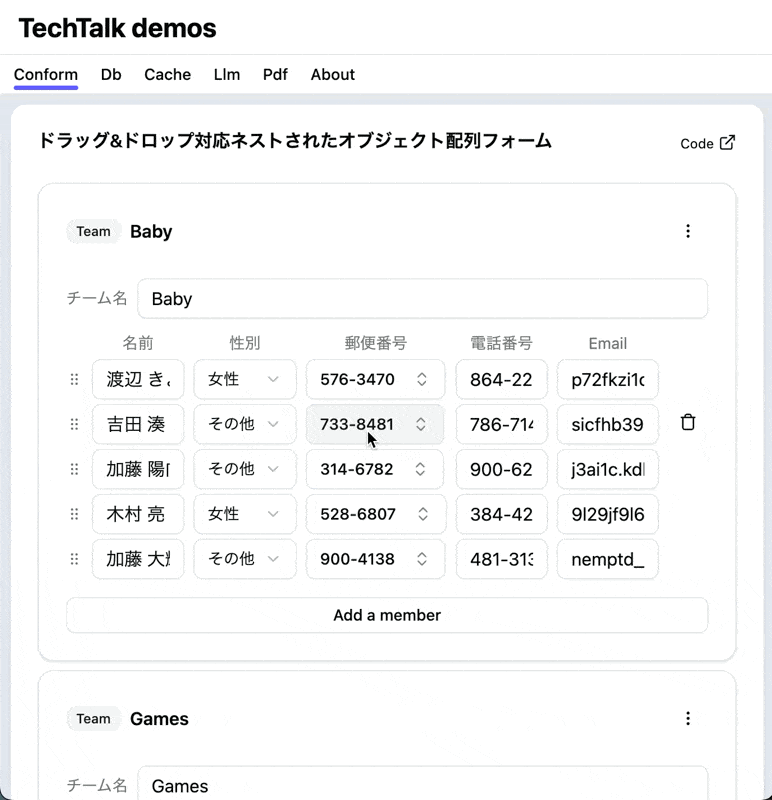 TechTalk demos
Conform Db Cache Llm Pdf About
ドラッグ&ドロップ対応ネストされたオブジェクト配列フォーム
Code
Team Baby
チーム名 Baby
名前 性別 郵便番号 電話番号 Email
渡辺 き 女性 576-3470 864-22 p72fkzi1
吉田 湊 その他 733-8481 786-71 sicfhb39
加藤 陽 その他 314-6782 900-62 j3ai1c.kd
木村 亮 女性 528-6807 384-42 9l29jf9l6
加藤 大 その他 900-4138 481-31 nemptd_
Add a member
Team Games
チーム名 Games